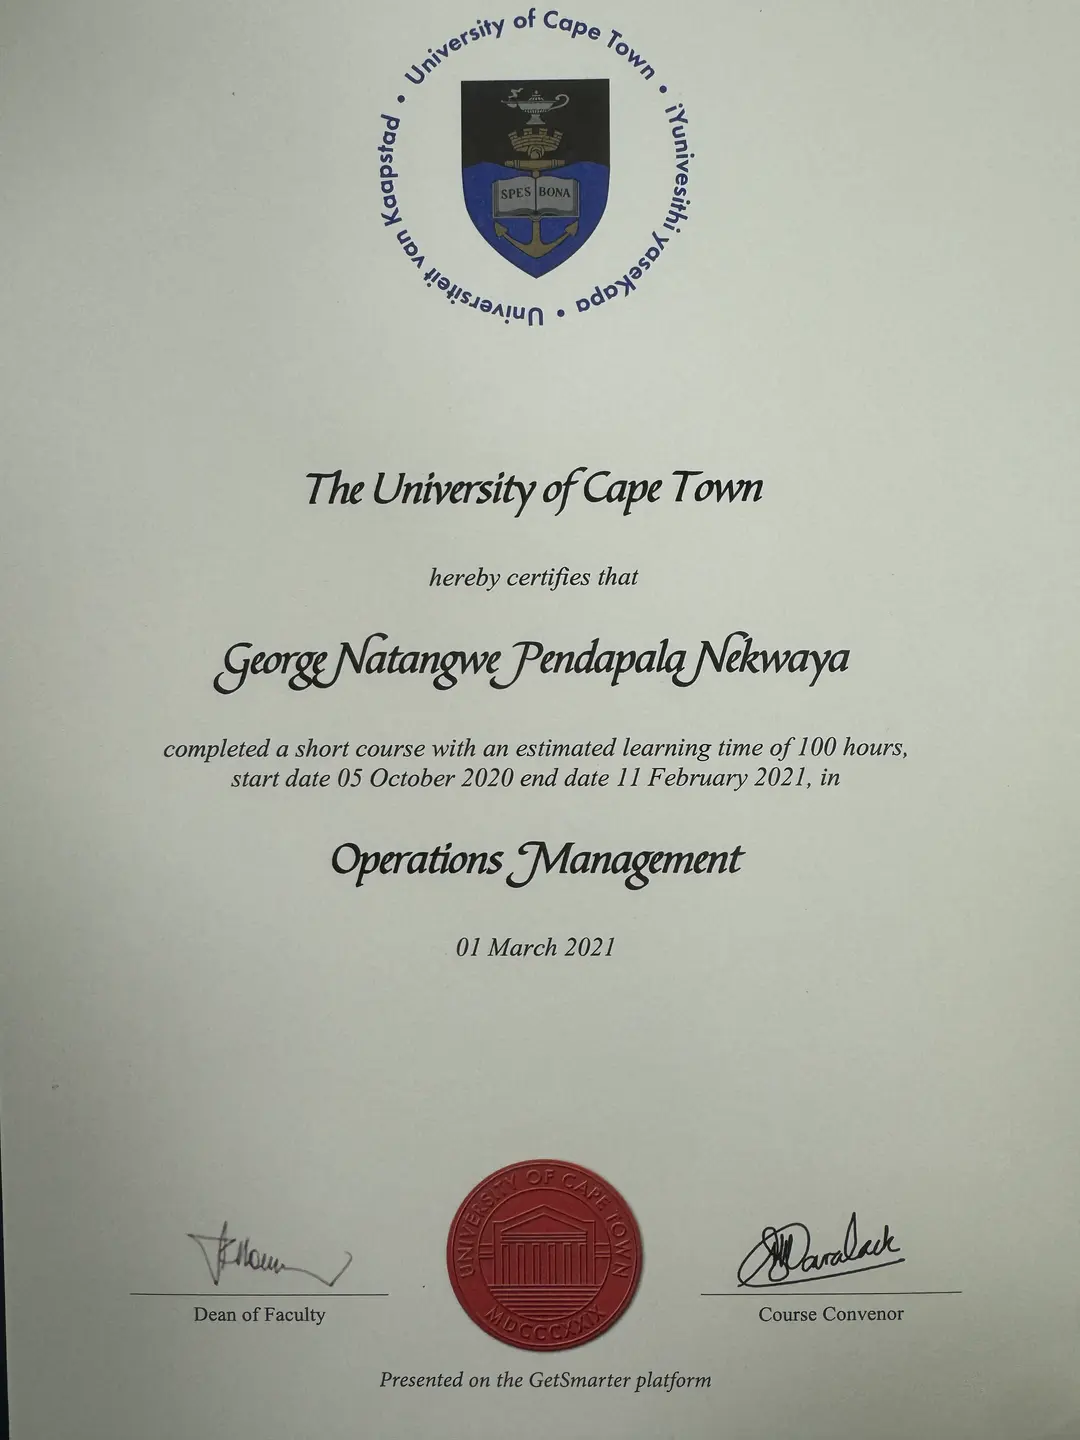 University of Cape Town • iYunivesithi yaseKapa • Universiteit van Kaapstad •
SPES BONA
The University of Cape Town
hereby certifies that
George Natangwe Pendapala Nekwaya
completed a short course with an estimated learning time of 100 hours,
start date 05 October 2020 end date 11 February 2021, in
Operations Management
01 March 2021
UNIVERSITY OF CAPE TOWN
MDCCCXXIX
Dean of Faculty
Course Convenor
Presented on the GetSmarter platform